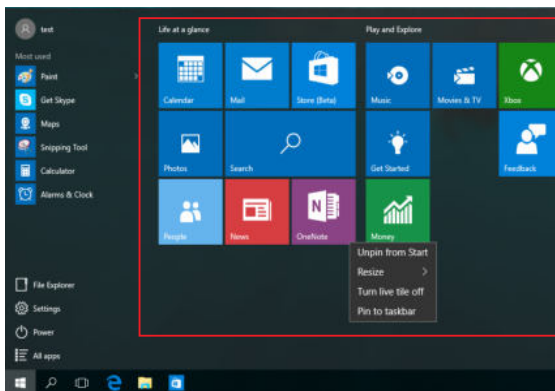 test
Most used
Paint
Get Skype
Maps
Snipping Tool
Calculator
Alarms & Clock
File Explorer
Settings
Power
All apps
Life at a glance
Calendar
Mail
Store (Beta)
Photos
Search
People
News
OneNote
Play and Explore
Music
Movies & TV
Xbox
Get Started
Feedback
Money
Unpin from Start
Resize
Turn live tile off
Pin to taskbar